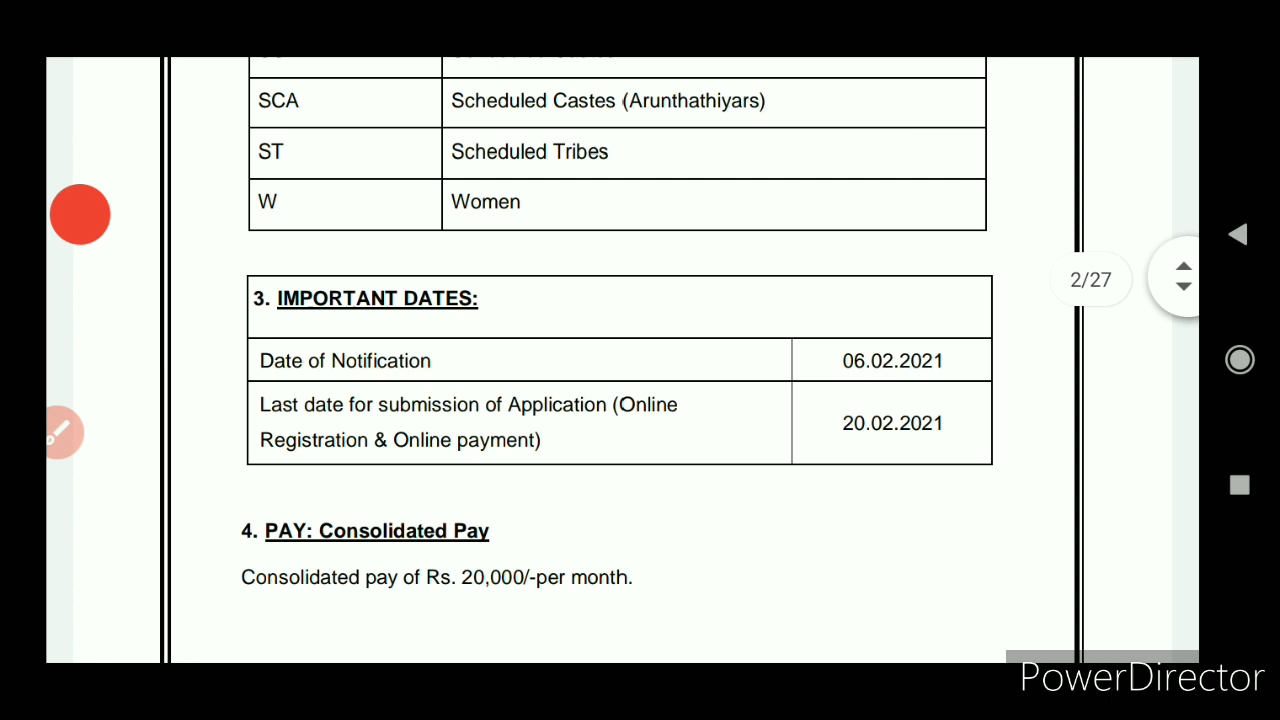 SCA Scheduled Castes (Arunthathiyars)
ST Scheduled Tribes
W Women
2/27
3. IMPORTANT DATES:
Date of Notification 06.02.2021
Last date for submission of Application (Online
Registration & Online payment) 20.02.2021
4. PAY: Consolidated Pay
Consolidated pay of Rs. 20,000/-per month.
PowerDirector